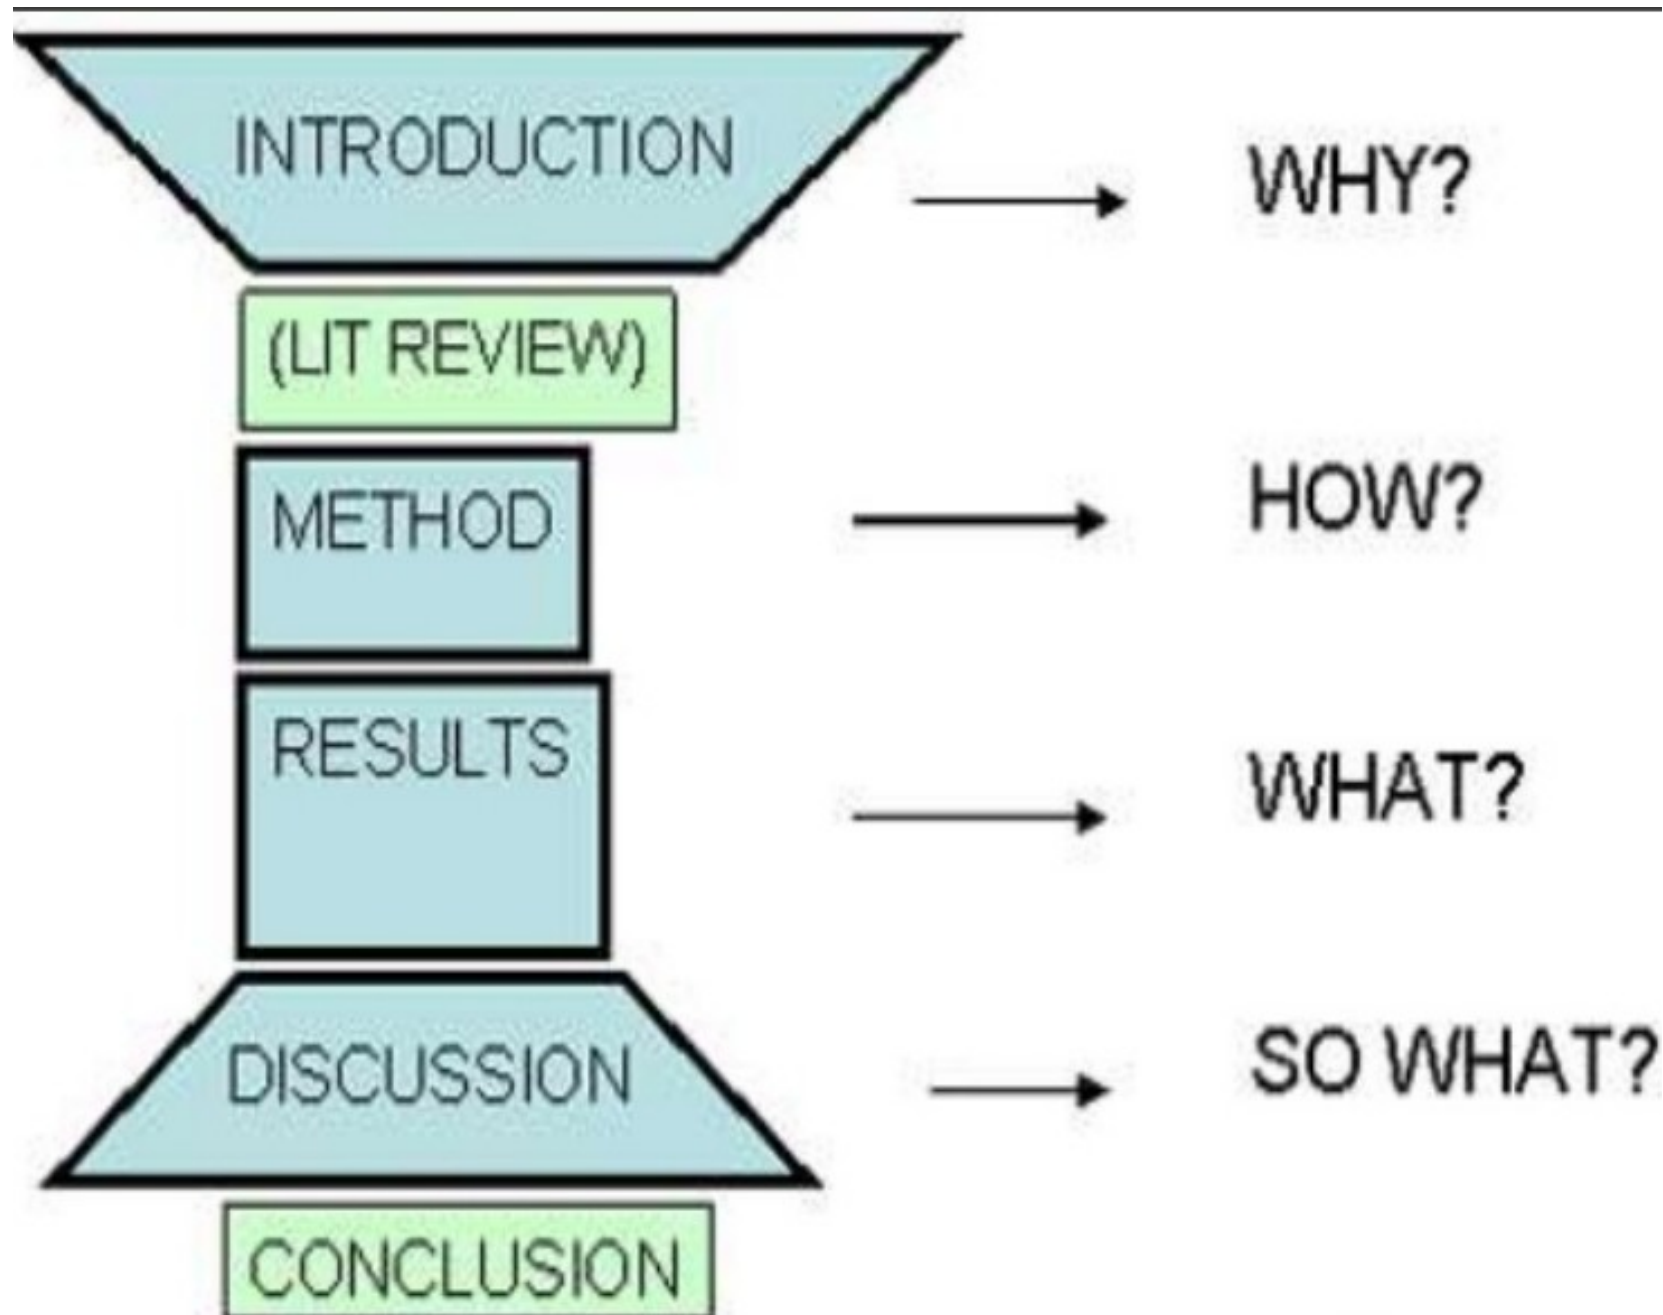 INTRODUCTION
WHY?
(LIT REVIEW)
METHOD
HOW?
RESULTS
WHAT?
DISCUSSION
SO WHAT?
CONCLUSION